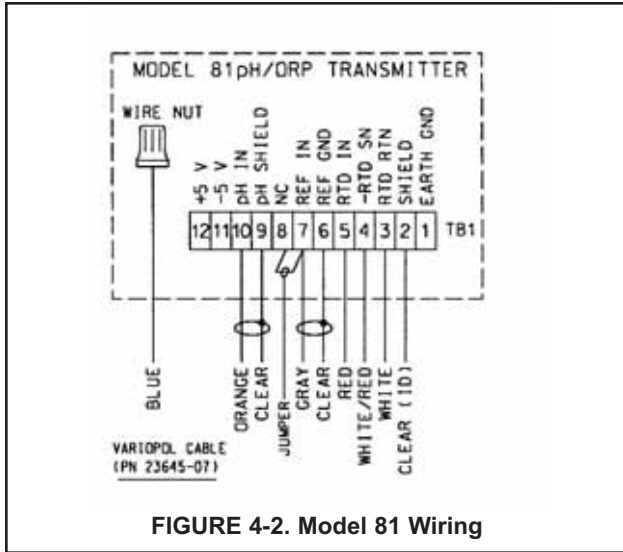 MODEL 81pH/ORP TRANSMITTER
WIRE NUT
+5 V
-5 V
pH IN
pH SHIELD
NC
REF IN
REF GND
RTD IN
-RTD SN
RTD RTN
SHIELD
EARTH GND
12 11 10 9 8 7 6 5 4 3 2 1 TB1
BLUE
ORANGE
CLEAR
JUMPER
GRAY
CLEAR
RED
WHITE/RED
WHITE
CLEAR (ID)
VARIOPOL CABLE
(PN 23645-07)
FIGURE 4-2. Model 81 Wiring